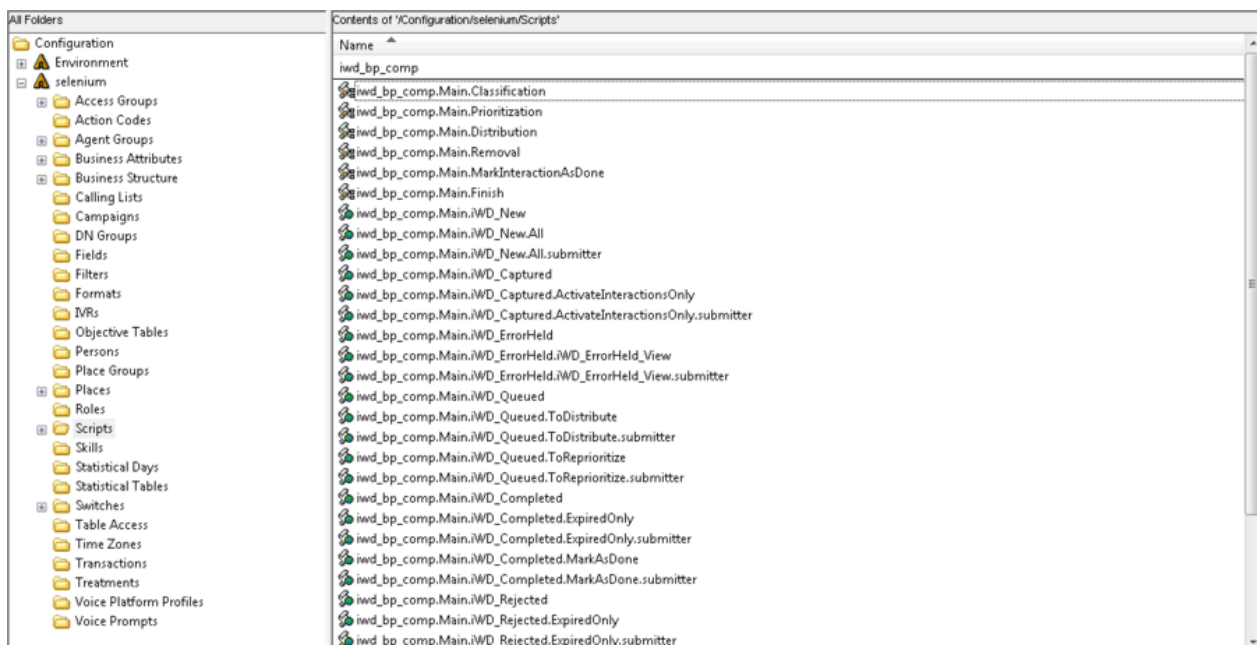 All Folders
Configuration
Environment
selenium
Access Groups
Action Codes
Agent Groups
Business Attributes
Business Structure
Calling Lists
Campaigns
DN Groups
Fields
Filters
Formats
IVRs
Objective Tables
Persons
Place Groups
Places
Roles
Scripts
Skills
Statistical Days
Statistical Tables
Switches
Table Access
Time Zones
Transactions
Treatments
Voice Platform Profiles
Voice Prompts
Contents of '/Configuration/selenium/Scripts'
Name
iwd_bp_comp
iwd_bp_comp.Main.Classification
iwd_bp_comp.Main.Prioritization
iwd_bp_comp.Main.Distribution
iwd_bp_comp.Main.Removal
iwd_bp_comp.Main.MarkInteractionAsDone
iwd_bp_comp.Main.Finish
iwd_bp_comp.Main.iWD_New
iwd_bp_comp.Main.iWD_New.All
iwd_bp_comp.Main.iWD_New.All.submitter
iwd_bp_comp.Main.iWD_Captured
iwd_bp_comp.Main.iWD_Captured.ActivateInteractionsOnly
iwd_bp_comp.Main.iWD_Captured.ActivateInteractionsOnly.submitter
iwd_bp_comp.Main.iWD_ErrorHeld
iwd_bp_comp.Main.iWD_ErrorHeld.iWD_ErrorHeld_View
iwd_bp_comp.Main.iWD_ErrorHeld.iWD_ErrorHeld_View.submitter
iwd_bp_comp.Main.iWD_Queued
iwd_bp_comp.Main.iWD_Queued.ToDistribute
iwd_bp_comp.Main.iWD_Queued.ToDistribute.submitter
iwd_bp_comp.Main.iWD_Queued.ToReprioritize
iwd_bp_comp.Main.iWD_Queued.ToReprioritize.submitter
iwd_bp_comp.Main.iWD_Completed
iwd_bp_comp.Main.iWD_Completed.ExpiredOnly
iwd_bp_comp.Main.iWD_Completed.ExpiredOnly.submitter
iwd_bp_comp.Main.iWD_Completed.MarkAsDone
iwd_bp_comp.Main.iWD_Completed.MarkAsDone.submitter
iwd_bp_comp.Main.iWD_Rejected
iwd_bp_comp.Main.iWD_Rejected.ExpiredOnly
iwd_bp_comp.Main.iWD_Rejected.ExpiredOnly.submitter